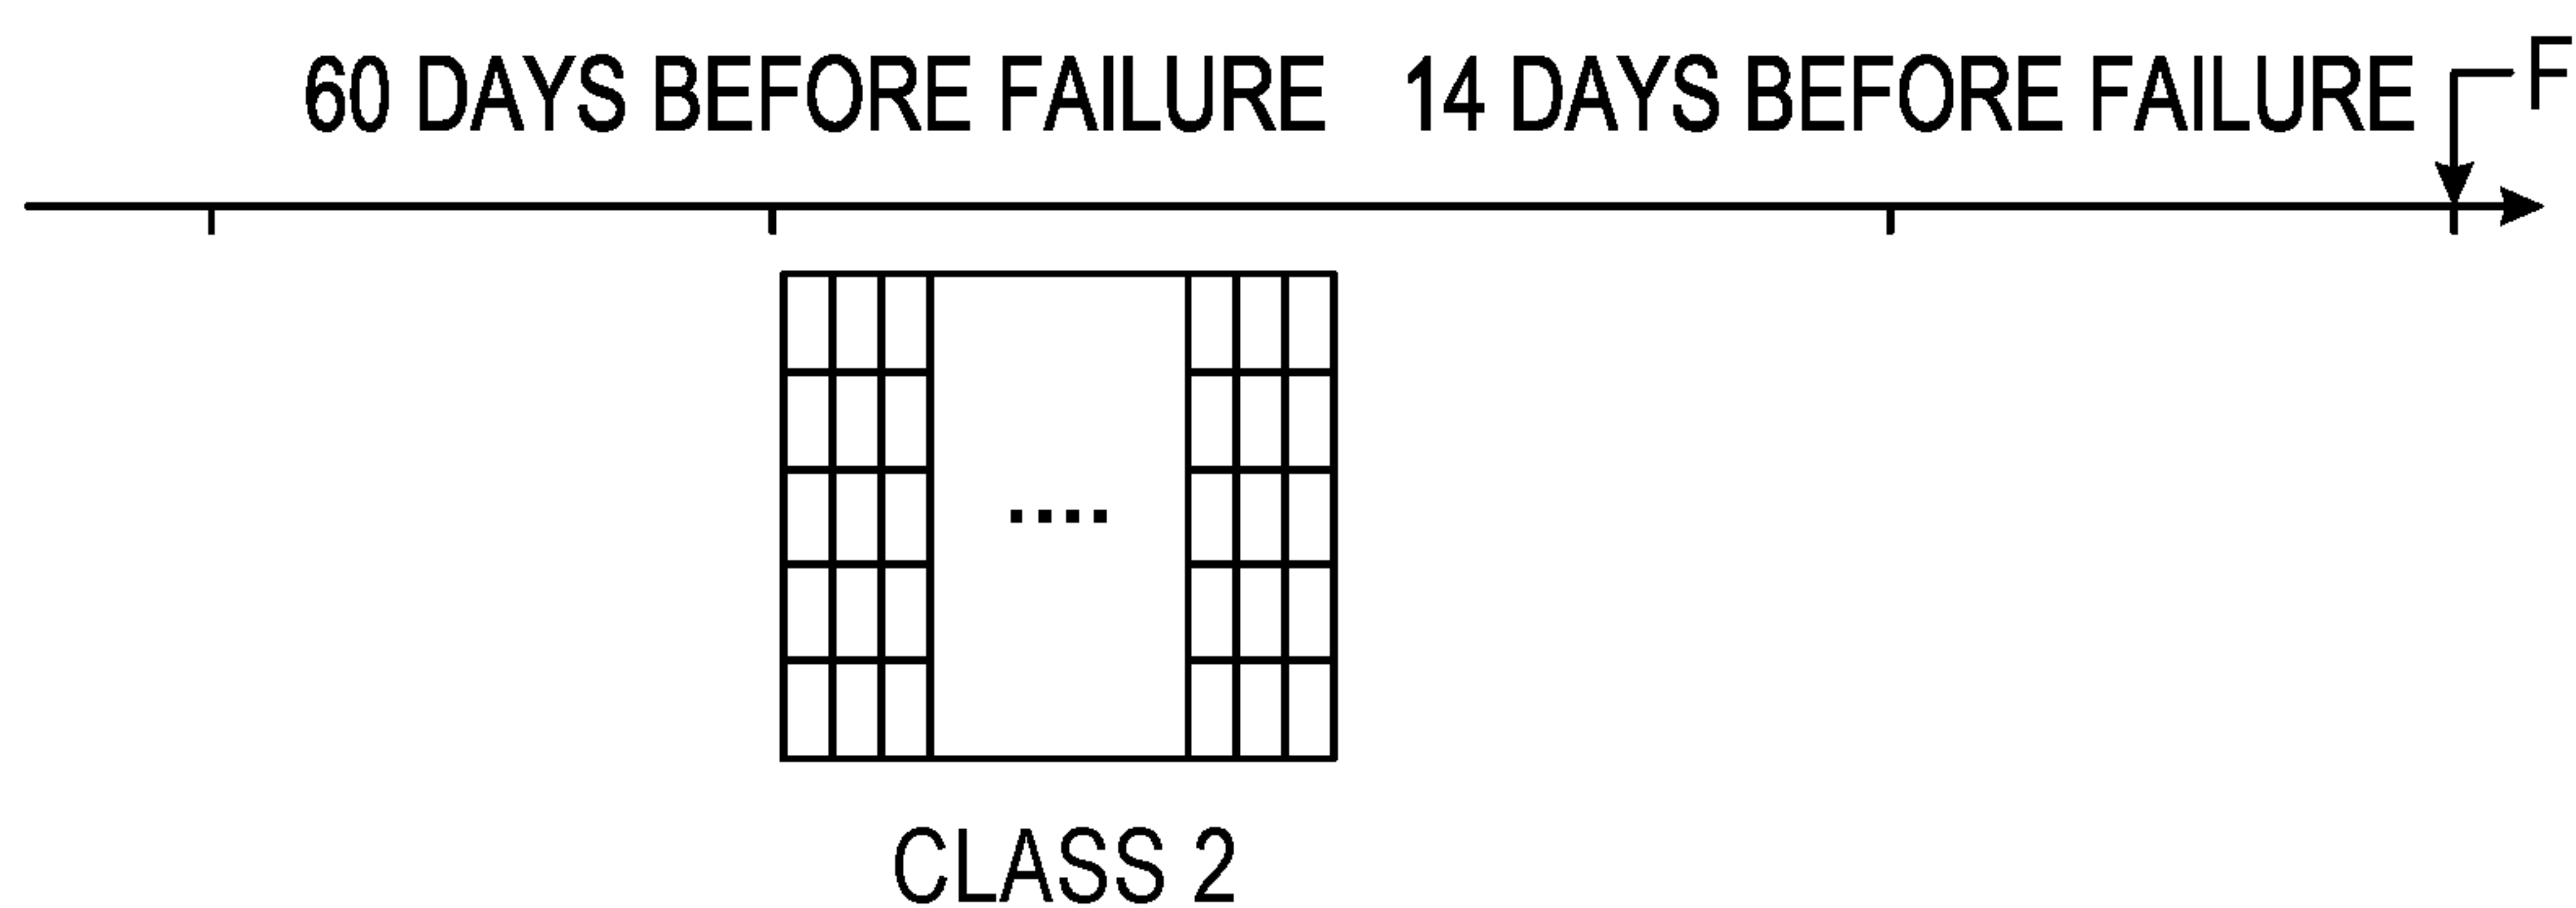 60 DAYS BEFORE FAILURE 14 DAYS BEFORE FAILURE F
....
CLASS 2